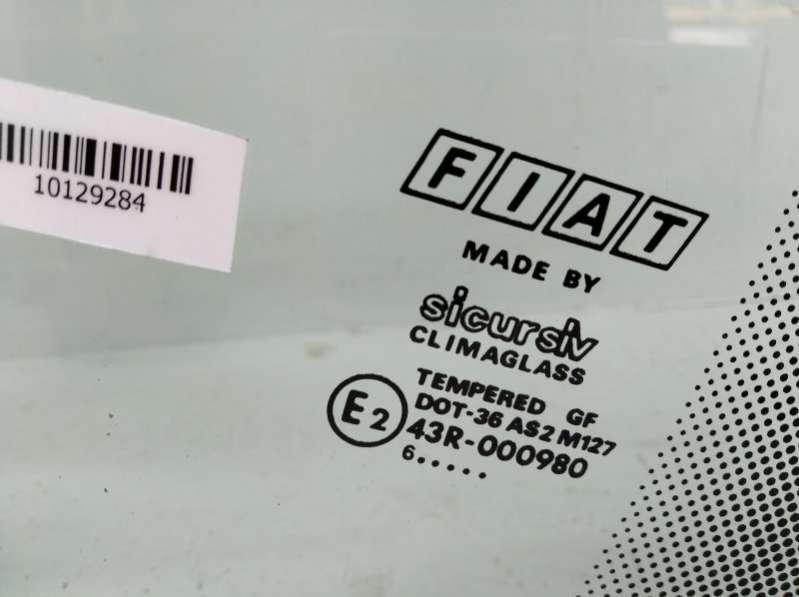 10129284
FIAT
MADE BY
sicursiv
CLIMAGLASS
TEMPERED GF
DOT-36 AS2 M127
E2
43R-000980
6.....